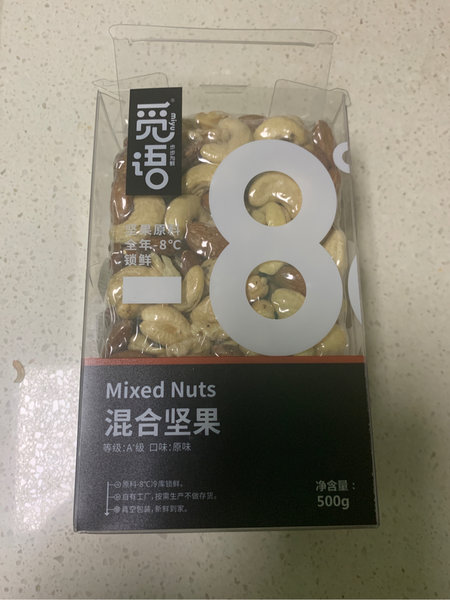 觅语
miyu
坚果原料
全年-8℃
锁鲜
-8°
Mixed Nuts
混合坚果
等级:A⁺级 口味:原味
原料-8℃冷库锁鲜。
自有工厂,按需生产不做存货。
真空包装,新鲜到家。
净含量:
500g